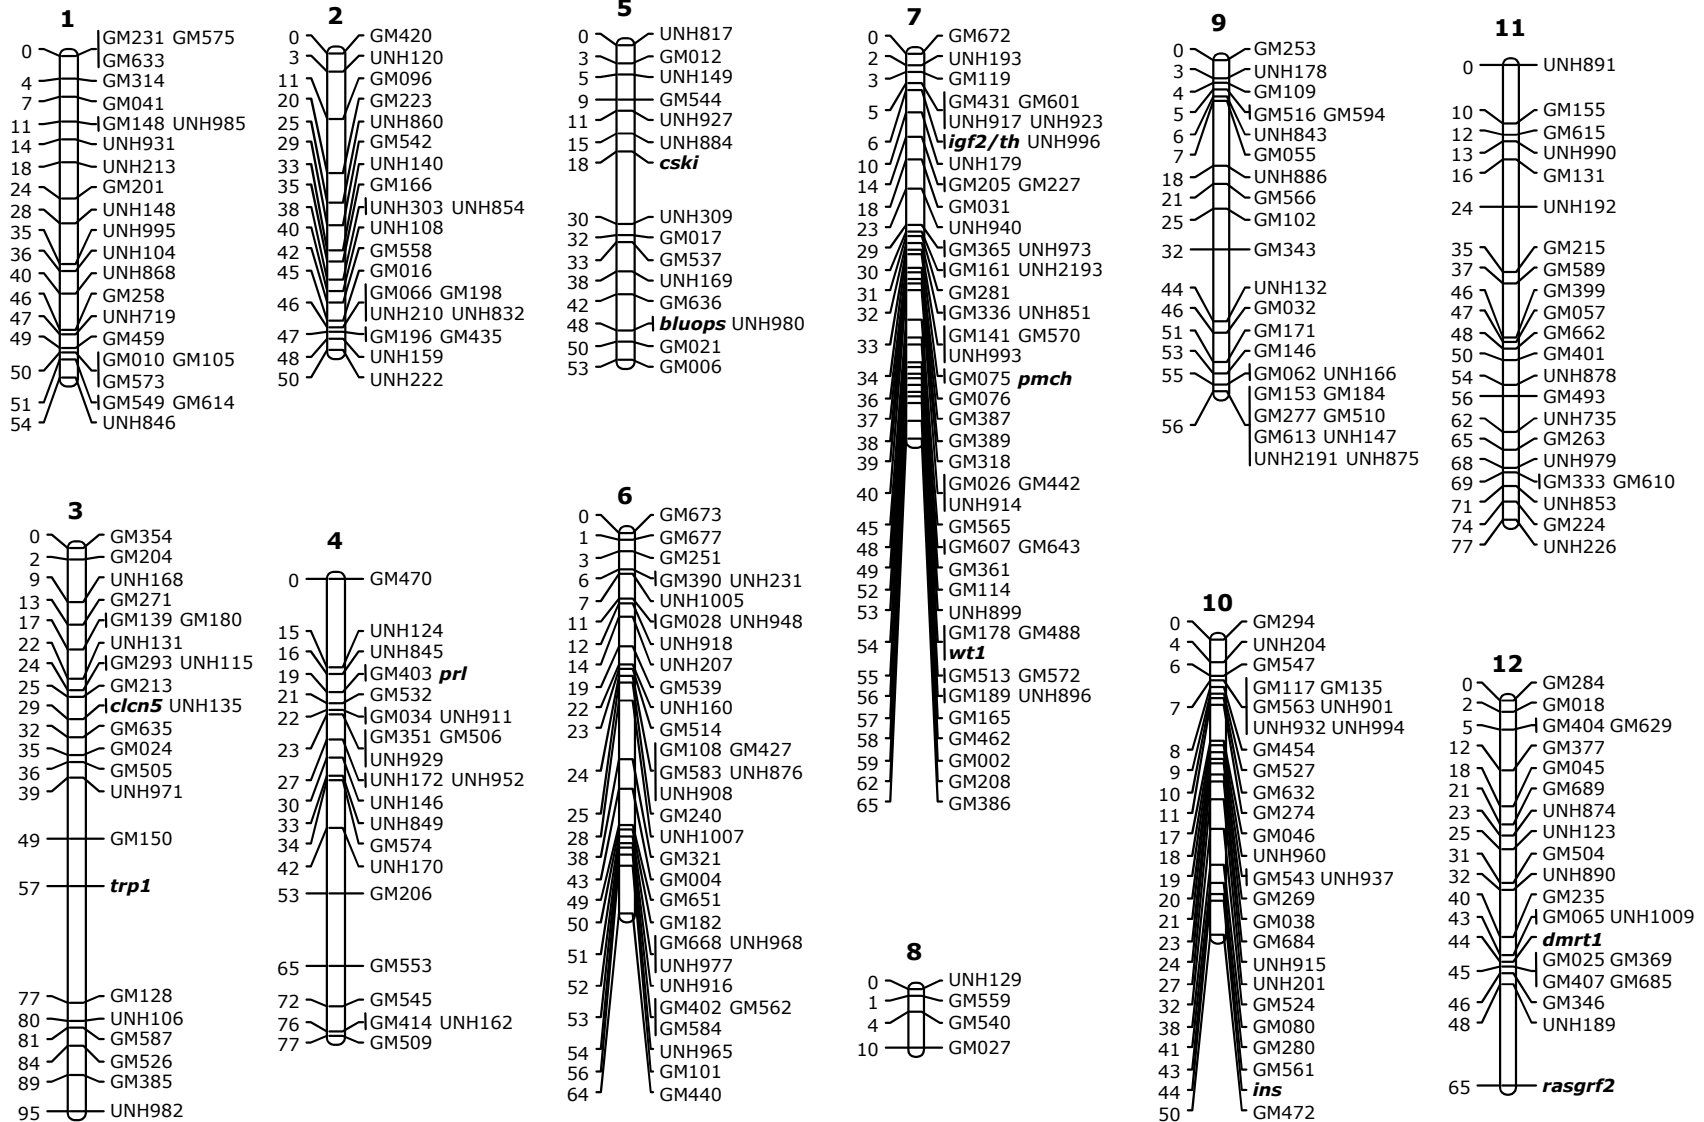 1
0 GM231 GM575
GM633
4 GM314
7 GM041
11 GM148 UNH985
14 UNH931
18 UNH213
24 GM201
28 UNH148
35 UNH995
36 UNH104
40 UNH868
46 GM258
47 UNH719
49 GM459
50 GM010 GM105
GM573
51 GM549 GM614
54 UNH846
2
0 GM420
3 UNH120
11 GM096
20 GM223
25 UNH860
28 GM542
33 UNH140
35 GM166
38 UNH303 UNH854
40 UNH108
42 GM558
45 GM016
46 GM066 GM198
UNH210 UNH832
47 GM196 GM435
48 UNH159
50 UNH222
5
0 UNH817
3 GM012
5 UNH149
9 GM544
11 UNH927
15 UNH884
18 cski
30 UNH309
32 GM017
33 GM537
38 UNH169
42 GM636
48 bluops UNH980
50 GM021
53 GM006
7
0 GM672
2 UNH193
3 GM119
5 GM431 GM601
UNH917 UNH923
6 igf2/th UNH996
10 UNH179
14 GM205 GM227
18 GM031
23 UNH940
29 GM365 UNH973
30 GM161 UNH2193
31 GM281
32 GM336 UNH851
33 GM141 GM570
UNH993
34 GM075 pmch
36 GM076
37 GM387
38 GM389
39 GM318
40 GM026 GM442
UNH914
45 GM565
48 GM607 GM643
49 GM361
52 GM114
53 UNH899
54 GM178 GM488
wt1
55 GM513 GM572
56 GM189 UNH896
57 GM165
58 GM462
59 GM002
62 GM208
65 GM386
9
0 GM253
3 UNH178
4 GM109
5 GM516 GM594
6 UNH843
7 GM055
18 UNH886
21 GM566
25 GM102
32 GM343
44 UNH132
46 GM032
51 GM171
53 GM146
55 GM062 UNH166
56 GM153 GM184
GM277 GM510
GM613 UNH147
UNH2191 UNH875
11
0 UNH891
10 GM155
12 GM615
13 UNH990
16 GM131
24 UNH192
35 GM215
37 GM589
46 GM399
47 GM057
48 GM662
50 GM401
54 UNH878
56 GM493
62 UNH735
65 GM263
68 UNH979
69 GM333 GM610
71 UNH853
74 GM224
77 UNH226
3
0 GM354
2 GM204
9 UNH168
13 GM271
17 GM139 GM180
22 UNH131
24 GM293 UNH115
25 GM213
29 clcn5 UNH135
32 GM635
35 GM024
36 GM505
39 UNH971
49 GM150
57 trp1
77 GM128
80 UNH106
81 GM587
84 GM526
89 GM385
95 UNH982
4
0 GM470
15 UNH124
16 UNH845
19 GM403 prl
21 GM532
22 GM034 UNH911
23 GM351 GM506
UNH929
27 UNH172 UNH952
30 UNH146
33 UNH849
34 GM574
42 UNH170
53 GM206
65 GM553
72 GM545
76 GM414 UNH162
77 GM509
6
0 GM673
1 GM677
3 GM251
6 GM390 UNH231
7 UNH1005
11 GM028 UNH948
12 UNH918
14 UNH207
19 GM539
22 UNH160
23 GM514
24 GM108 GM427
GM583 UNH876
UNH908
25 GM240
28 UNH1007
38 GM321
43 GM004
49 GM651
50 GM182
51 GM668 UNH968
UNH977
52 UNH916
53 GM402 GM562
GM584
54 UNH965
56 GM101
64 GM440
8
0 UNH129
1 GM559
4 GM540
10 GM027
10
0 GM294
4 UNH204
6 GM547
7 GM117 GM135
GM563 UNH901
UNH932 UNH994
8 GM454
9 GM527
10 GM632
11 GM274
17 GM046
18 UNH960
19 GM543 UNH937
20 GM269
21 GM038
23 GM684
24 UNH915
27 UNH201
32 GM524
38 GM080
41 GM280
43 GM561
44 ins
50 GM472
12
0 GM284
2 GM018
5 GM404 GM629
12 GM377
18 GM045
21 GM689
23 UNH874
25 UNH123
31 GM504
32 UNH890
40 GM235
43 GM065 UNH1009
44 dmrt1
45 GM025 GM369
GM407 GM685
46 GM346
48 UNH189
65 rasgrf2